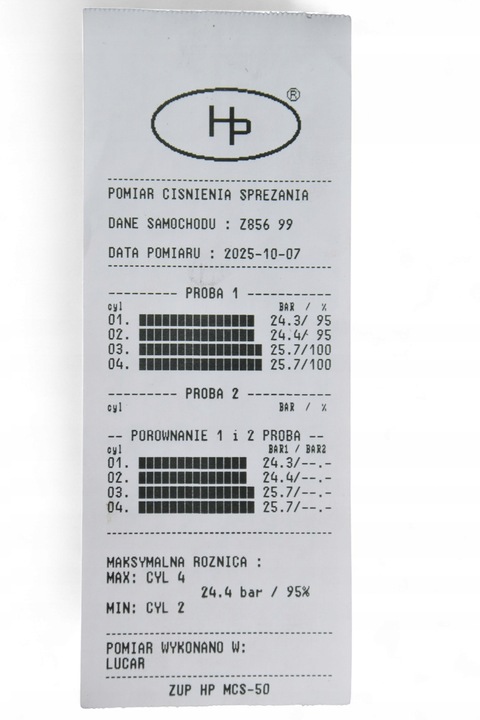 HP ®
POMIAR CISNIENIA SPREZANIA
DANE SAMOCHODU : Z856 99
DATA POMIARU : 2025-10-07
--------- PROBA 1 -----------
cyl BAR / %
01. 24.3/ 95
02. 24.4/ 95
03. 25.7/100
04. 25.7/100
--------- PROBA 2 -----------
cyl BAR / %
-- POROWNANIE 1 i 2 PROBA --
cyl BAR1 / BAR2
01. 24.3/--.-
02. 24.4/--.-
03. 25.7/--.-
04. 25.7/--.-
MAKSYMALNA ROZNICA :
MAX: CYL 4
24.4 bar / 95%
MIN: CYL 2
POMIAR WYKONANO W:
LUCAR
ZUP HP MCS-50